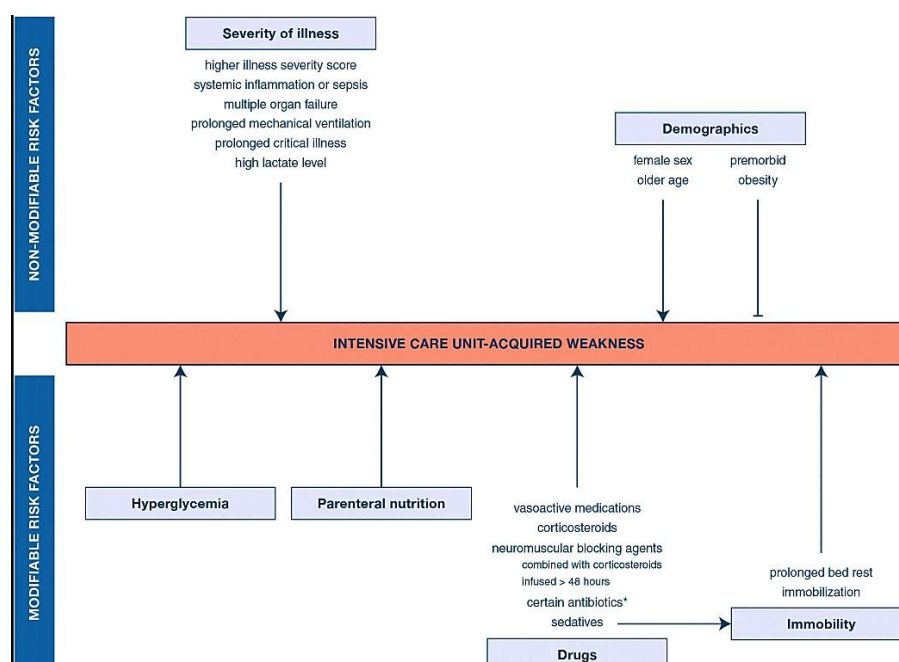 NON-MODIFIABLE RISK FACTORS
Severity of illness
higher illness severity score
systemic inflammation or sepsis
multiple organ failure
prolonged mechanical ventilation
prolonged critical illness
high lactate level
Demographics
female sex
older age
premorbid
obesity
INTENSIVE CARE UNIT-ACQUIRED WEAKNESS
MODIFIABLE RISK FACTORS
Hyperglycemia
Parenteral nutrition
vasoactive medications
corticosteroids
neuromuscular blocking agents
combined with corticosteroids
infused > 48 hours
certain antibiotics*
sedatives
Drugs
prolonged bed rest
immobilization
Immobility